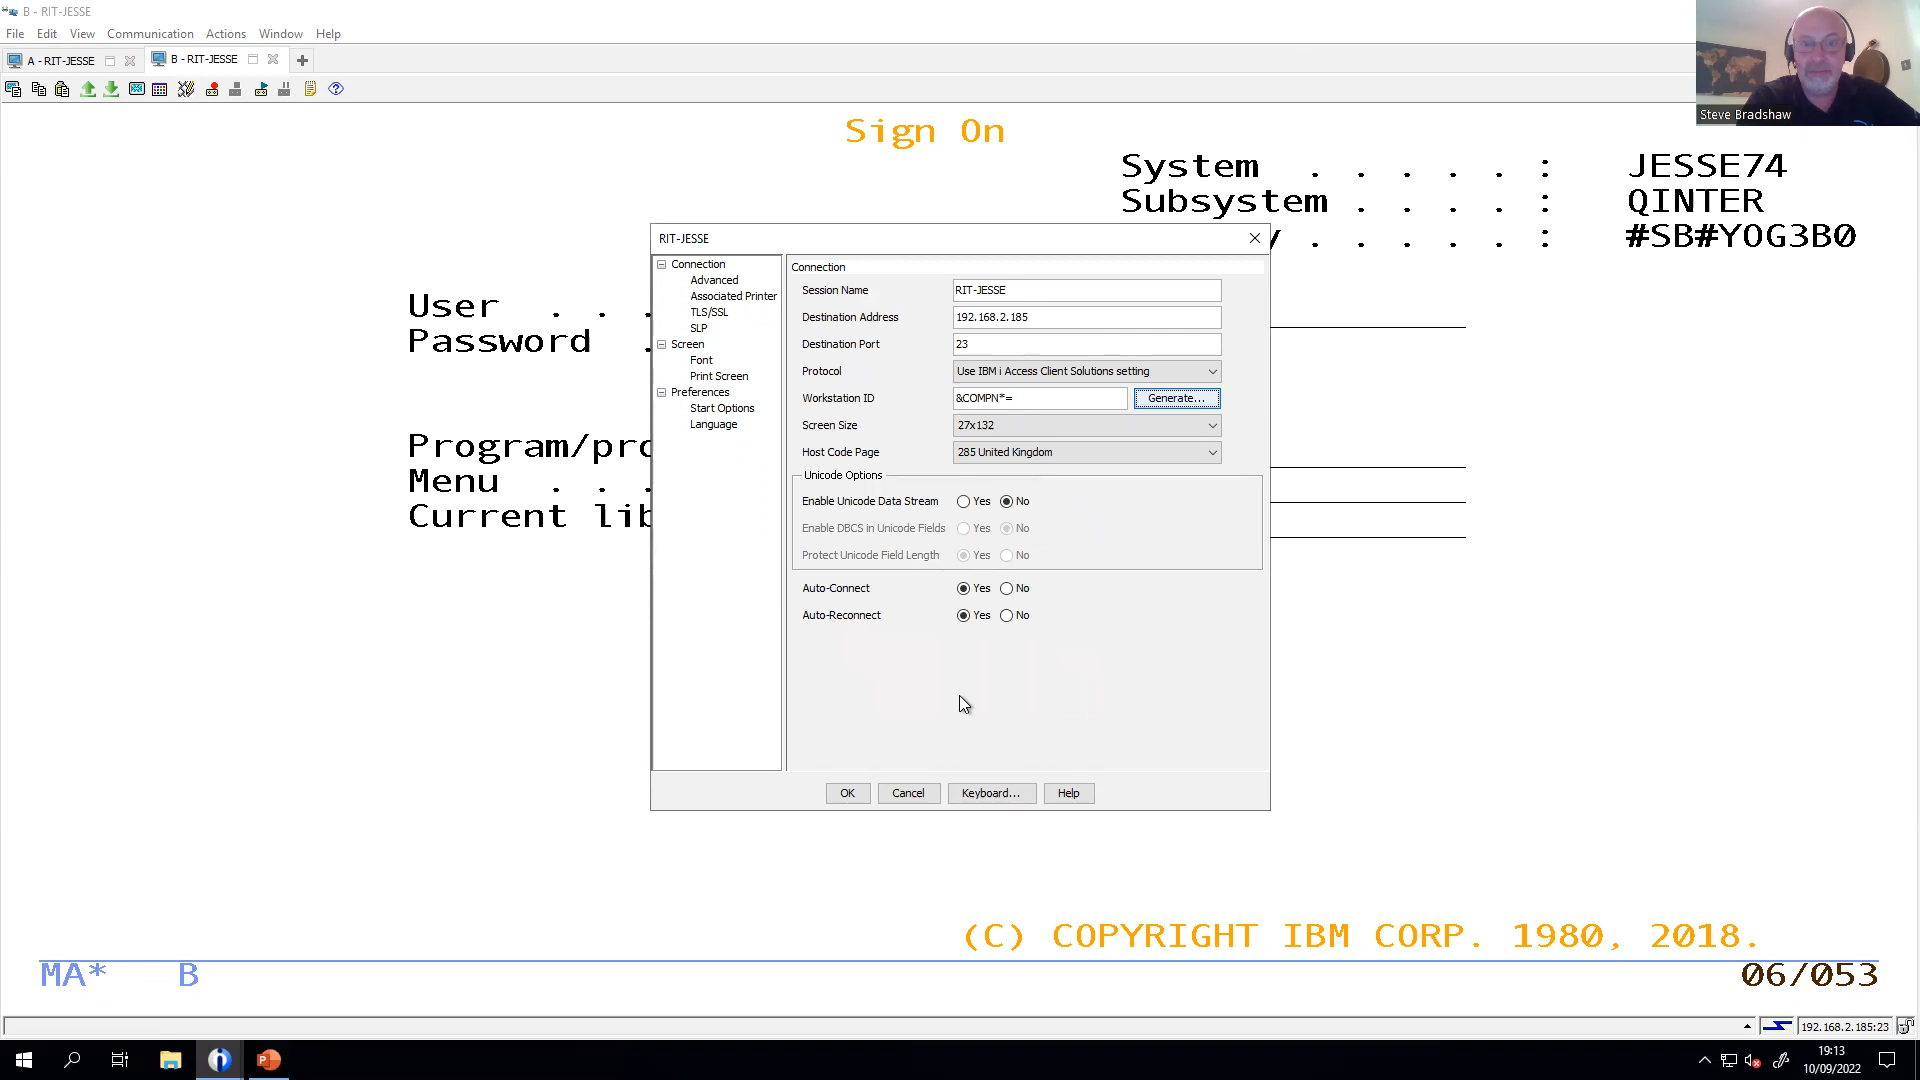 B - RIT-JESSE
File Edit View Communication Actions Window Help
A - RIT-JESSE
B - RIT-JESSE
Steve Bradshaw
Sign On
System . . . . . : JESSE74
Subsystem . . . . : QINTER
. . . . . : #SB#Y0G3B0
User . . .
Password .
Program/pro
Menu . . .
Current lib
RIT-JESSE
Connection
Advanced
Associated Printer
TLS/SSL
SLP
Screen
Font
Print Screen
Preferences
Start Options
Language
Connection
Session Name RIT-JESSE
Destination Address 192.168.2.185
Destination Port 23
Protocol Use IBM i Access Client Solutions setting
Workstation ID &COMPN*= Generate...
Screen Size 27x132
Host Code Page 285 United Kingdom
Unicode Options
Enable Unicode Data Stream Yes No
Enable DBCS in Unicode Fields Yes No
Protect Unicode Field Length Yes No
Auto-Connect Yes No
Auto-Reconnect Yes No
OK Cancel Keyboard... Help
(C) COPYRIGHT IBM CORP. 1980, 2018.
MA* B 06/053
192.168.2.185:23
19:13
10/09/2022